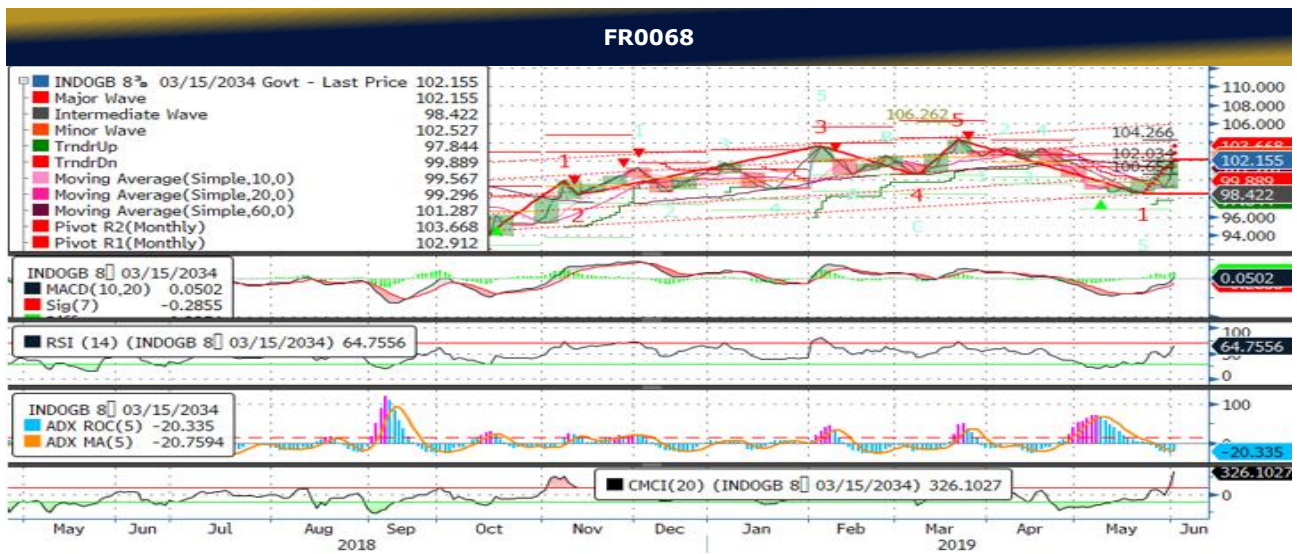 FR0068
INDOGB 8⅜ 03/15/2034 Govt - Last Price 102.155
Major Wave 102.155
Intermediate Wave 98.422
Minor Wave 102.527
TrndrUp 97.844
TrndrDn 99.889
Moving Average(Simple,10,0) 99.567
Moving Average(Simple,20,0) 99.296
Moving Average(Simple,60,0) 101.287
Pivot R2(Monthly) 103.668
Pivot R1(Monthly) 102.912
1
2
3
4
5
1
106.262
104.266
110.000
108.000
106.000
103.668
102.155
99.889
98.422
96.000
94.000
INDOGB 8 03/15/2034
MACD(10,20) 0.0502
Sig(7) -0.2855
0.0502
RSI (14) (INDOGB 8 03/15/2034) 64.7556
100
64.7556
0
INDOGB 8 03/15/2034
ADX ROC(5) -20.335
ADX MA(5) -20.7594
100
-20.335
CMCI(20) (INDOGB 8 03/15/2034) 326.1027
326.1027
0
May Jun Jul Aug Sep Oct Nov Dec Jan Feb Mar Apr May Jun
2018 2019